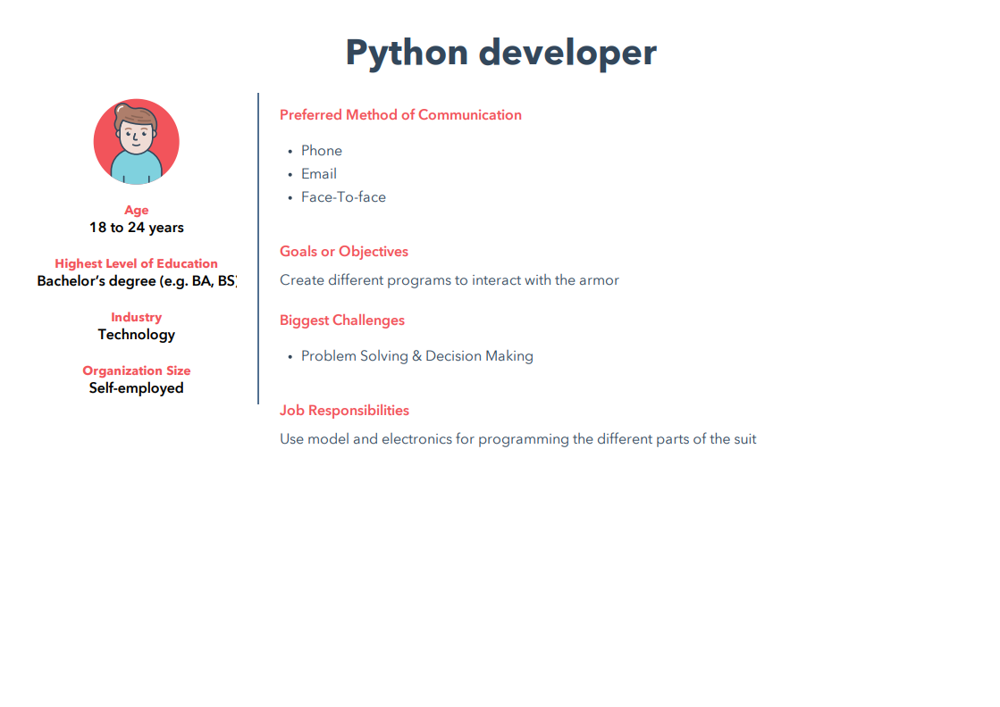 Python developer
Age
18 to 24 years
Highest Level of Education
Bachelor’s degree (e.g. BA, BS)
Industry
Technology
Organization Size
Self-employed
Preferred Method of Communication
• Phone
• Email
• Face-To-face
Goals or Objectives
Create different programs to interact with the armor
Biggest Challenges
• Problem Solving & Decision Making
Job Responsibilities
Use model and electronics for programming the different parts of the suit